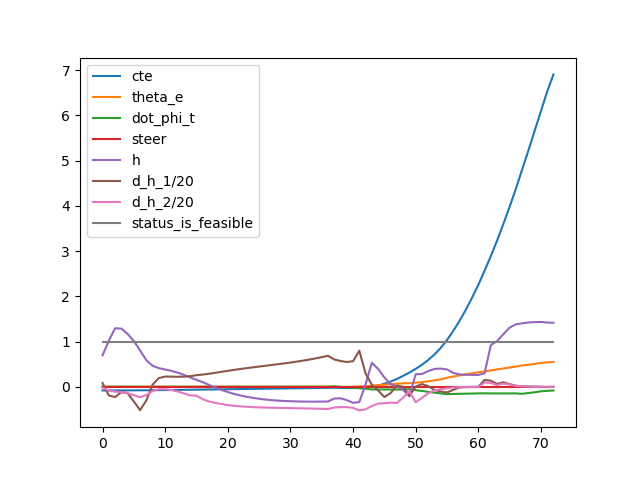 7
6
5
4
3
2
1
0
cte
theta_e
dot_phi_t
steer
h
d_h_1/20
d_h_2/20
status_is_feasible
0 10 20 30 40 50 60 70